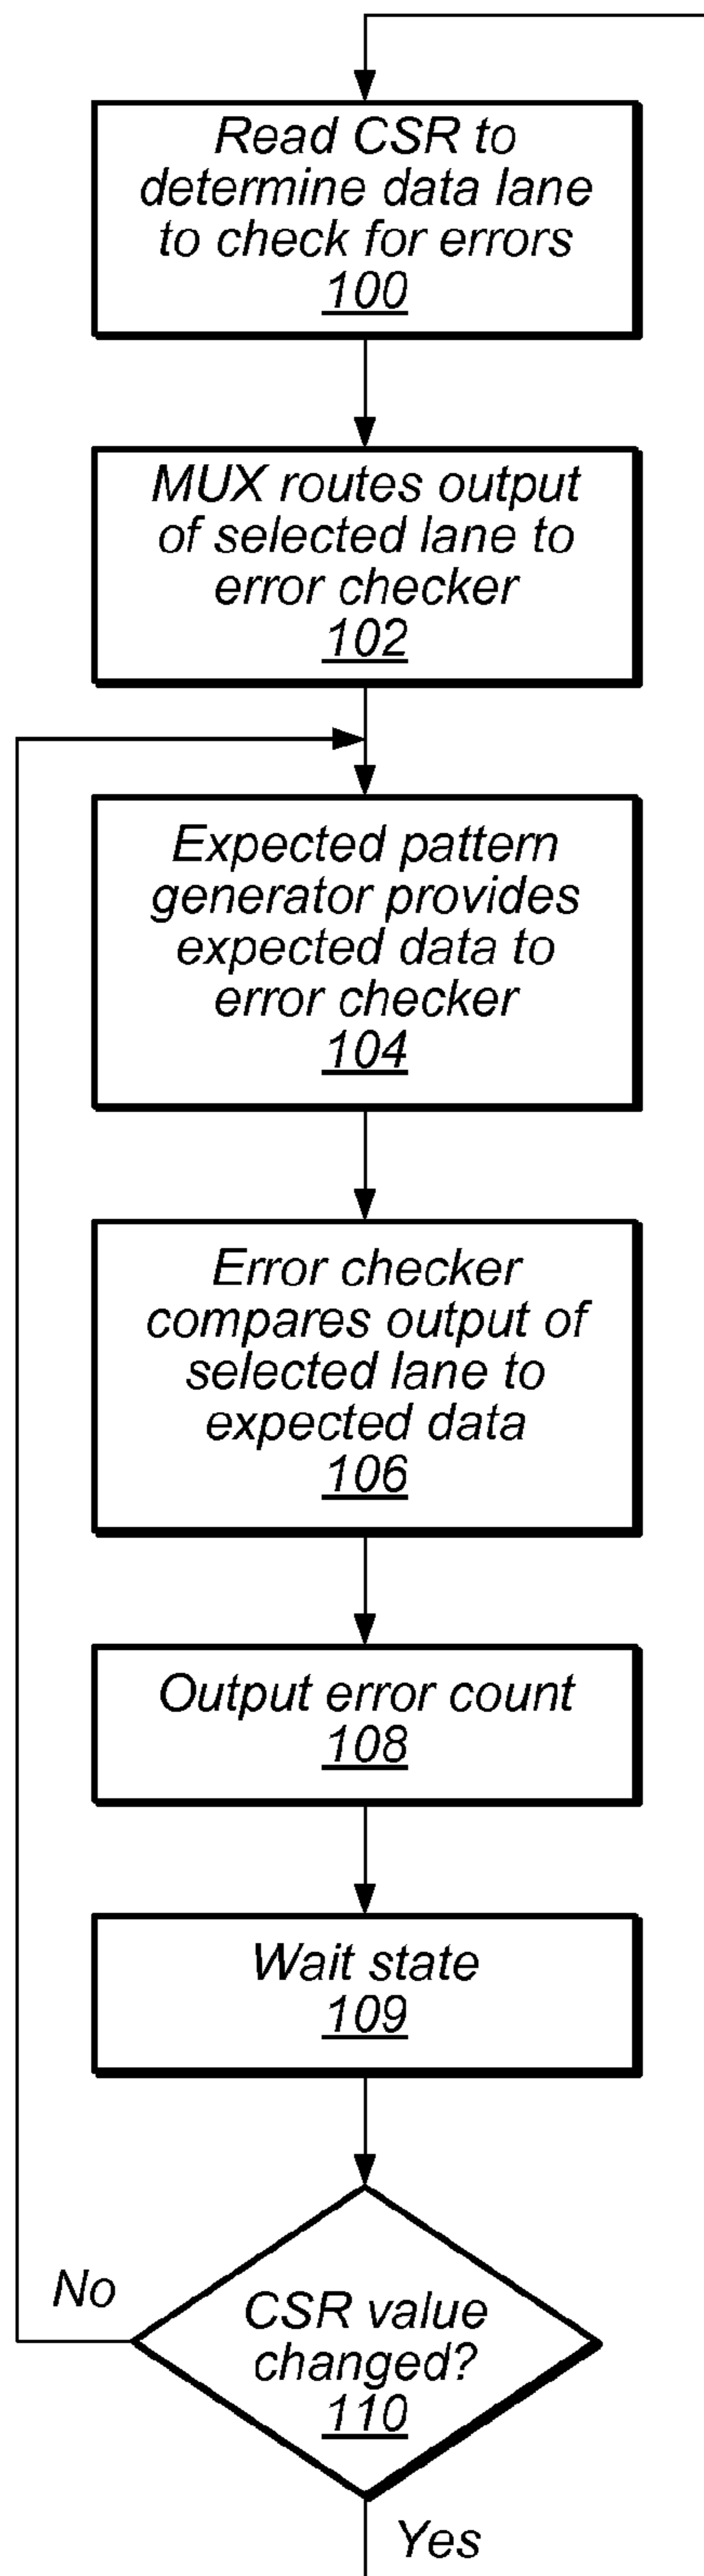 Read CSR to
determine data lane
to check for errors
100
MUX routes output
of selected lane to
error checker
102
Expected pattern
generator provides
expected data to
error checker
104
Error checker
compares output of
selected lane to
expected data
106
Output error count
108
Wait state
109
No
CSR value
changed?
110
Yes